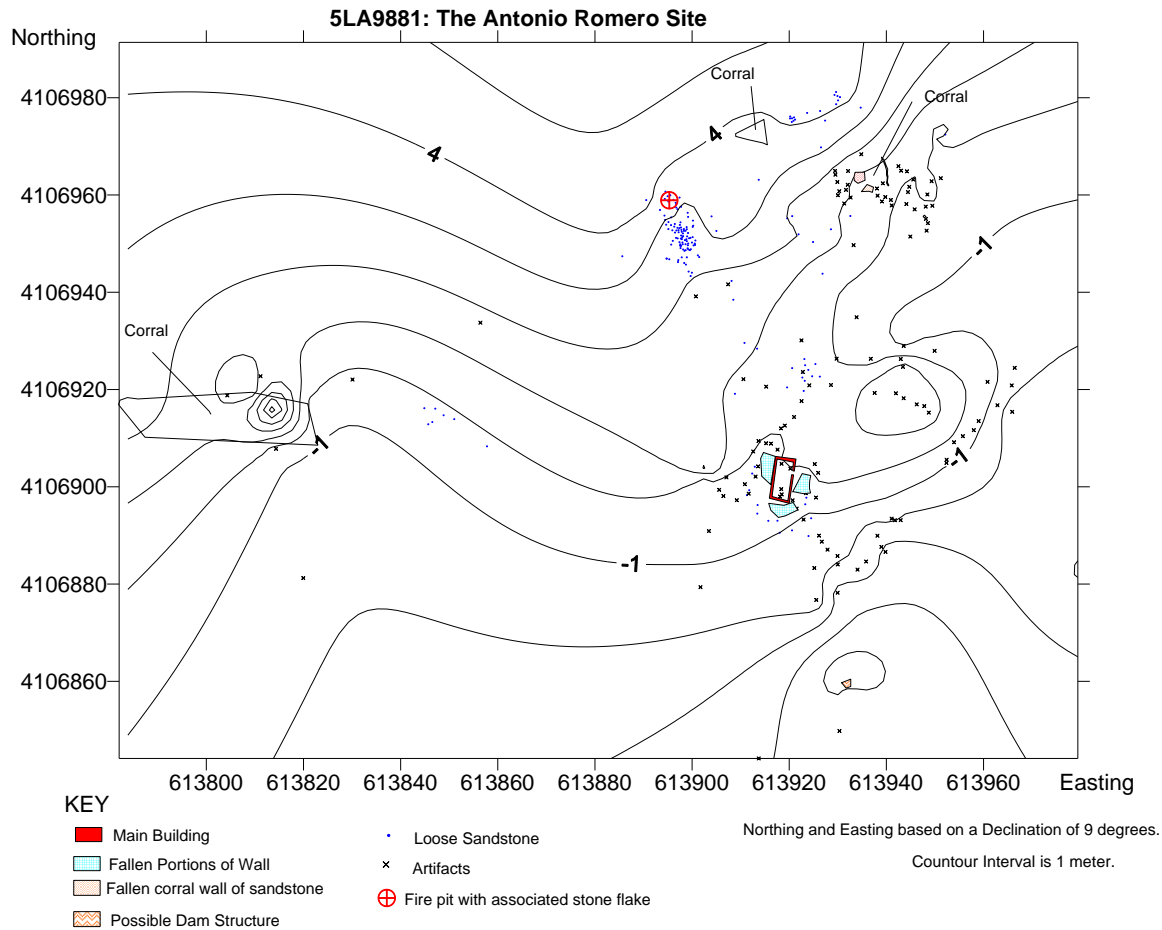 5LA9881: The Antonio Romero Site
Northing
Corral
Corral
4106980
4
4
4106960
-1
4106940
Corral
4106920
-1
-1
4106900
-1
4106880
4106860
613800 613820 613840 613860 613880 613900 613920 613940 613960 Easting
KEY
Main Building
Fallen Portions of Wall
Fallen corral wall of sandstone
Possible Dam Structure
Loose Sandstone
Artifacts
Fire pit with associated stone flake
Northing and Easting based on a Declination of 9 degrees.
Countour Interval is 1 meter.